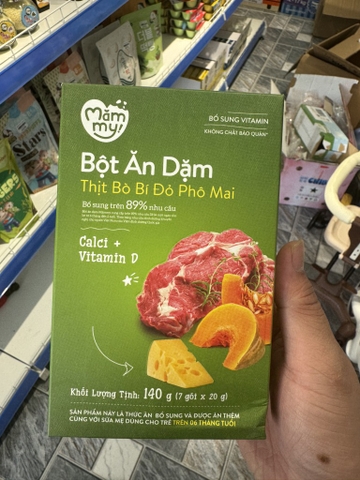 Măm
my!
BỔ SUNG VITAMIN
KHÔNG CHẤT BẢO QUẢN*
Bột Ăn Dặm
Thịt Bò Bí Đỏ Phô Mai
Bổ sung trên 89% nhu cầu
Calci +
Vitamin D
Khối Lượng Tịnh: 140 g (7 gói x 20 g)
SẢN PHẨM NÀY LÀ THỨC ĂN BỔ SUNG VÀ ĐƯỢC ĂN THÊM
CÙNG VỚI SỮA MẸ DÙNG CHO TRẺ TRÊN 06 THÁNG TUỔI